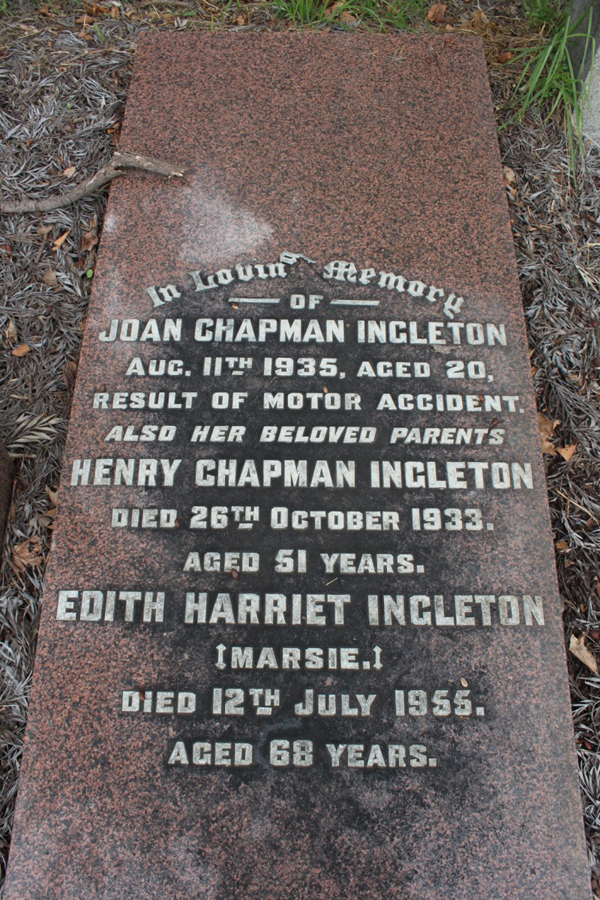 In Loving Memory
OF
JOAN CHAPMAN INGLETON
AUG. 11TH 1935, AGED 20,
RESULT OF MOTOR ACCIDENT.
ALSO HER BELOVED PARENTS
HENRY CHAPMAN INGLETON
DIED 26TH OCTOBER 1933.
AGED 51 YEARS.
EDITH HARRIET INGLETON
(MARSIE.)
DIED 12TH JULY 1955.
AGED 68 YEARS.